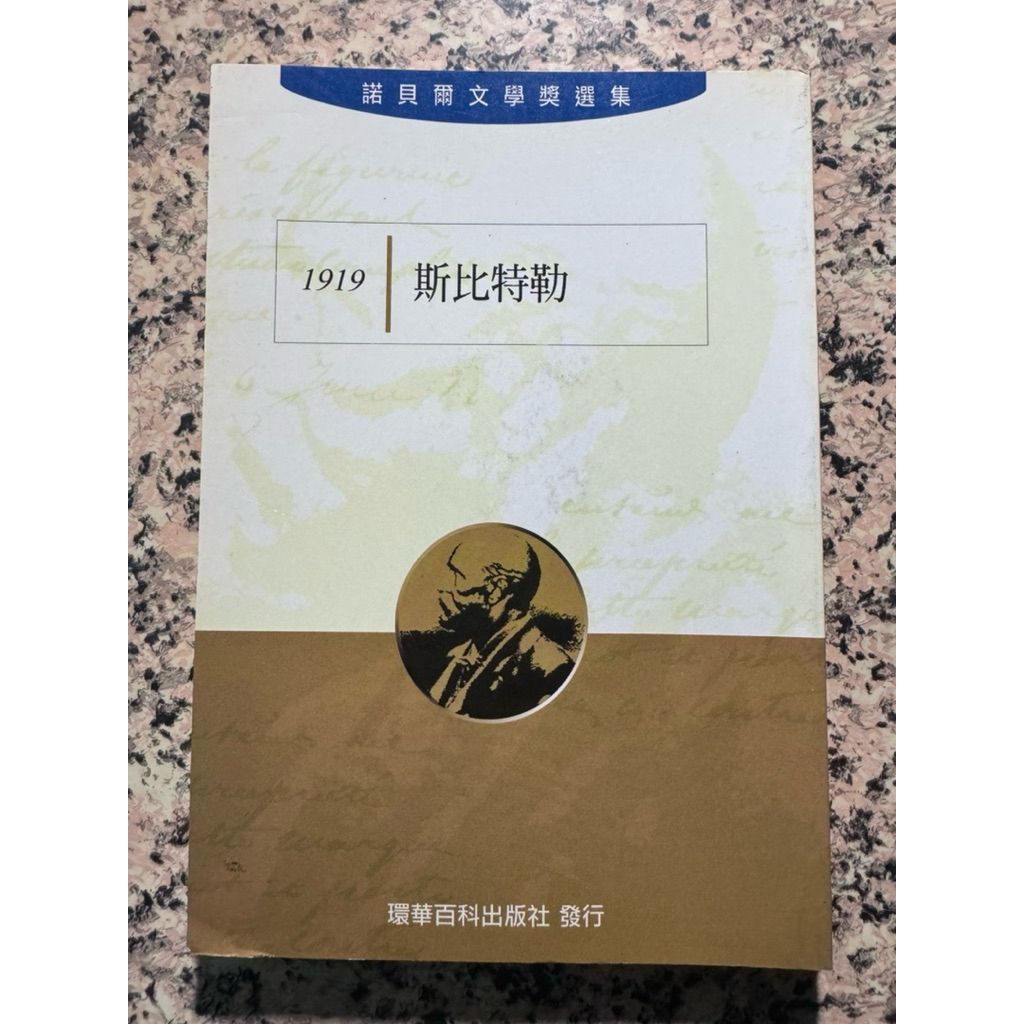 諾貝爾文學獎選集
1919
斯比特勒
環華百科出版社 發行